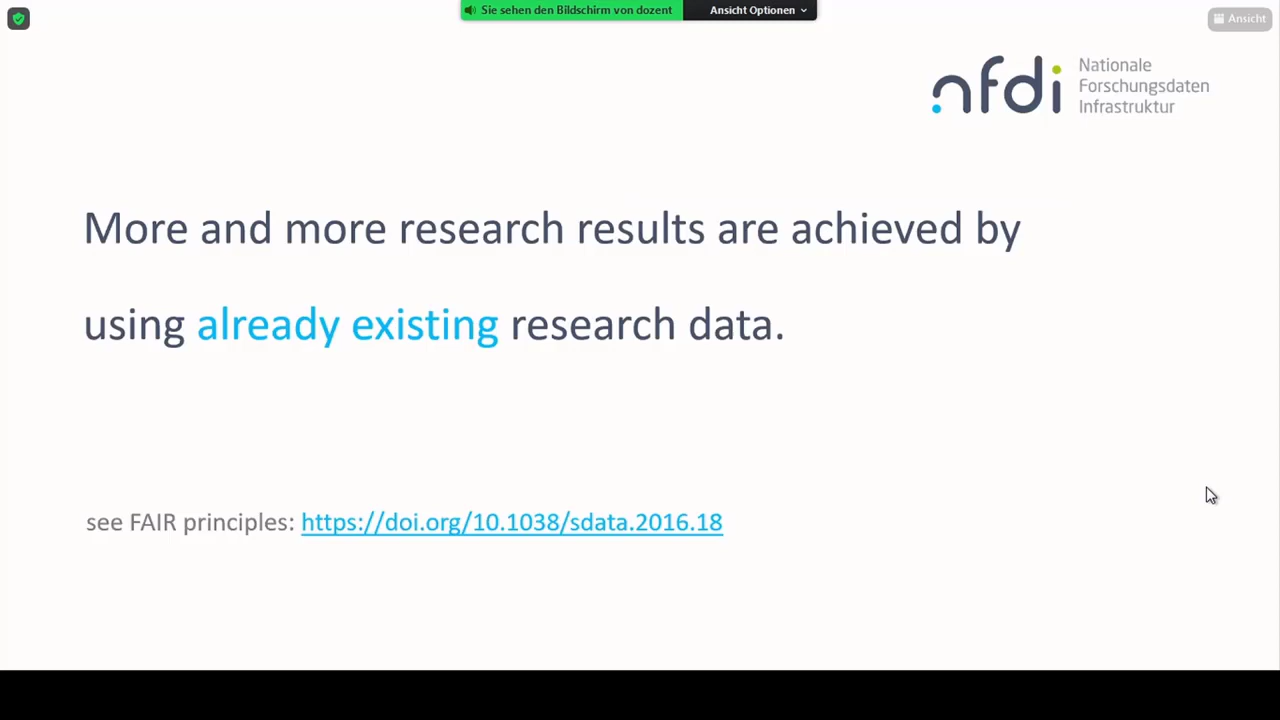 Sie sehen den Bildschirm von dozent
Ansicht Optionen
Ansicht
nfdi
Nationale
Forschungsdaten
Infrastruktur
More and more research results are achieved by
using already existing research data.
see FAIR principles: https://doi.org/10.1038/sdata.2016.18